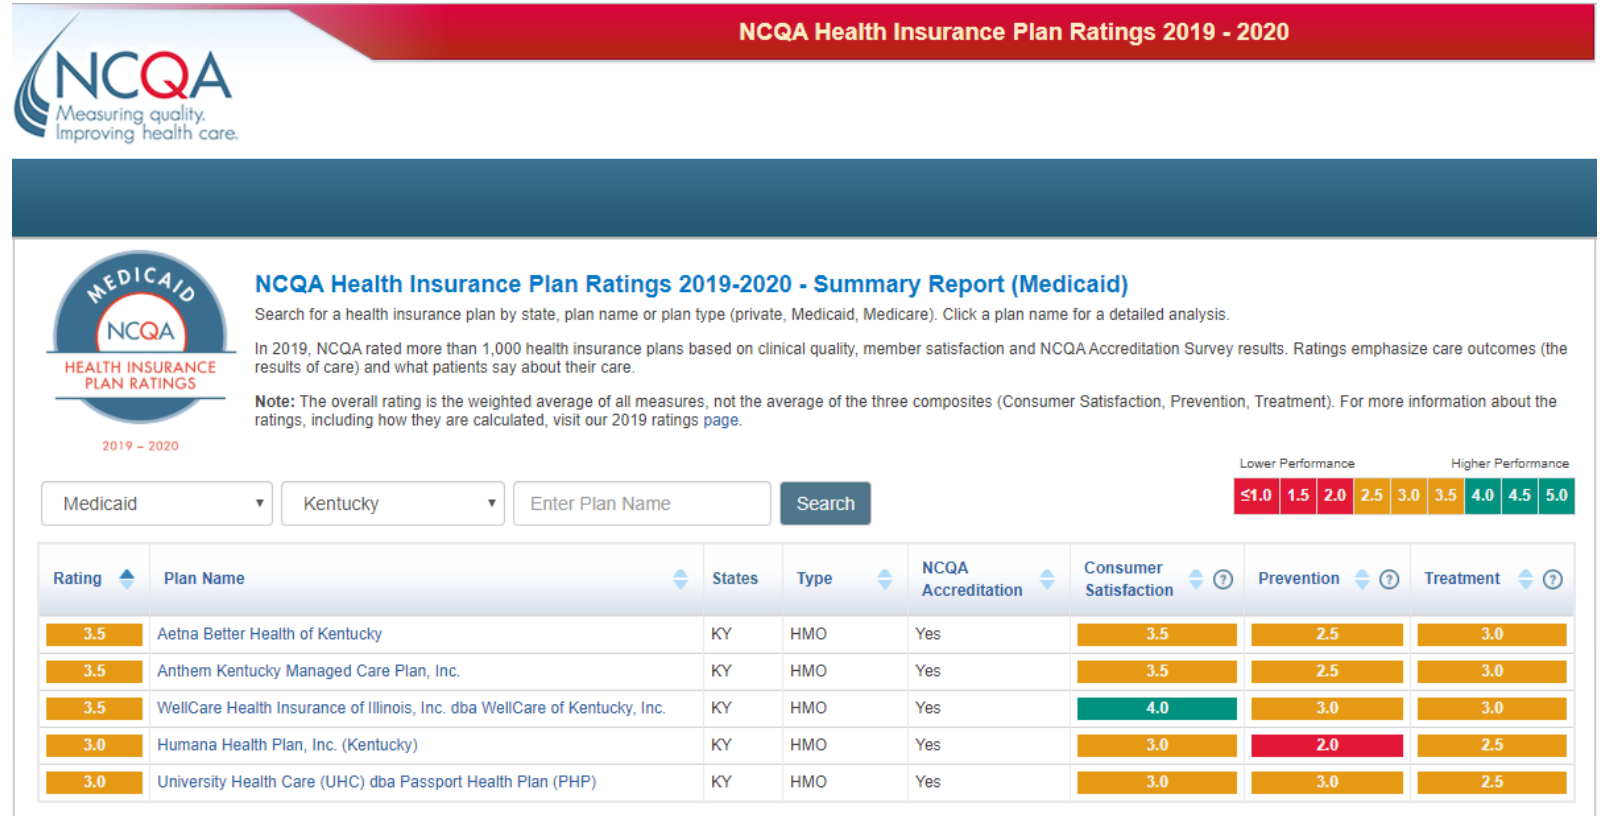 NCQA Health Insurance Plan Ratings 2019 - 2020
NCQA
Measuring quality.
Improving health care.
MEDICAID
NCQA
HEALTH INSURANCE
PLAN RATINGS
2019 – 2020
NCQA Health Insurance Plan Ratings 2019-2020 - Summary Report (Medicaid)
Search for a health insurance plan by state, plan name or plan type (private, Medicaid, Medicare). Click a plan name for a detailed analysis.
In 2019, NCQA rated more than 1,000 health insurance plans based on clinical quality, member satisfaction and NCQA Accreditation Survey results. Ratings emphasize care outcomes (the
results of care) and what patients say about their care.
Note: The overall rating is the weighted average of all measures, not the average of the three composites (Consumer Satisfaction, Prevention, Treatment). For more information about the
ratings, including how they are calculated, visit our 2019 ratings page.
Lower Performance Higher Performance
≤1.0 1.5 2.0 2.5 3.0 3.5 4.0 4.5 5.0
Medicaid Kentucky Enter Plan Name Search
Rating Plan Name States Type NCQA Accreditation Consumer Satisfaction ? Prevention ? Treatment ?
3.5 Aetna Better Health of Kentucky KY HMO Yes 3.5 2.5 3.0
3.5 Anthem Kentucky Managed Care Plan, Inc. KY HMO Yes 3.5 2.5 3.0
3.5 WellCare Health Insurance of Illinois, Inc. dba WellCare of Kentucky, Inc. KY HMO Yes 4.0 3.0 3.0
3.0 Humana Health Plan, Inc. (Kentucky) KY HMO Yes 3.0 2.0 2.5
3.0 University Health Care (UHC) dba Passport Health Plan (PHP) KY HMO Yes 3.0 3.0 2.5